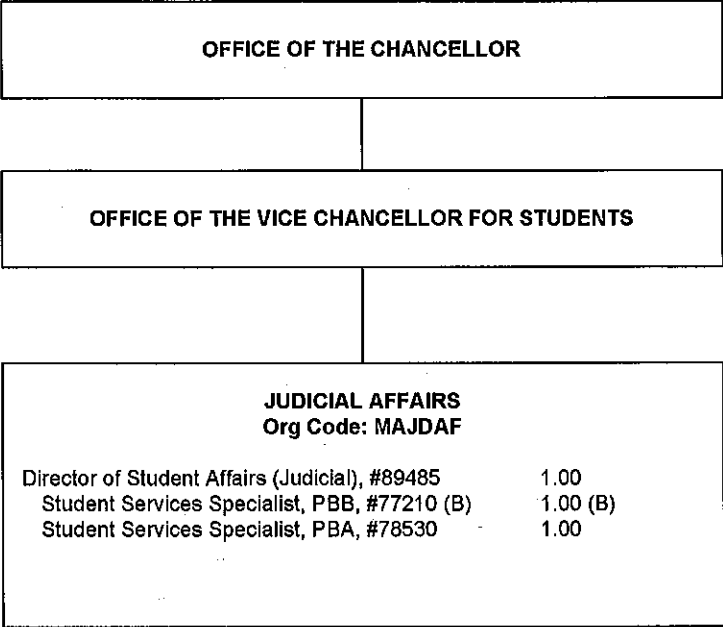 OFFICE OF THE CHANCELLOR
OFFICE OF THE VICE CHANCELLOR FOR STUDENTS
JUDICIAL AFFAIRS
Org Code: MAJDAF
Director of Student Affairs (Judicial), #89485 1.00
Student Services Specialist, PBB, #77210 (B) 1.00 (B)
Student Services Specialist, PBA, #78530 1.00